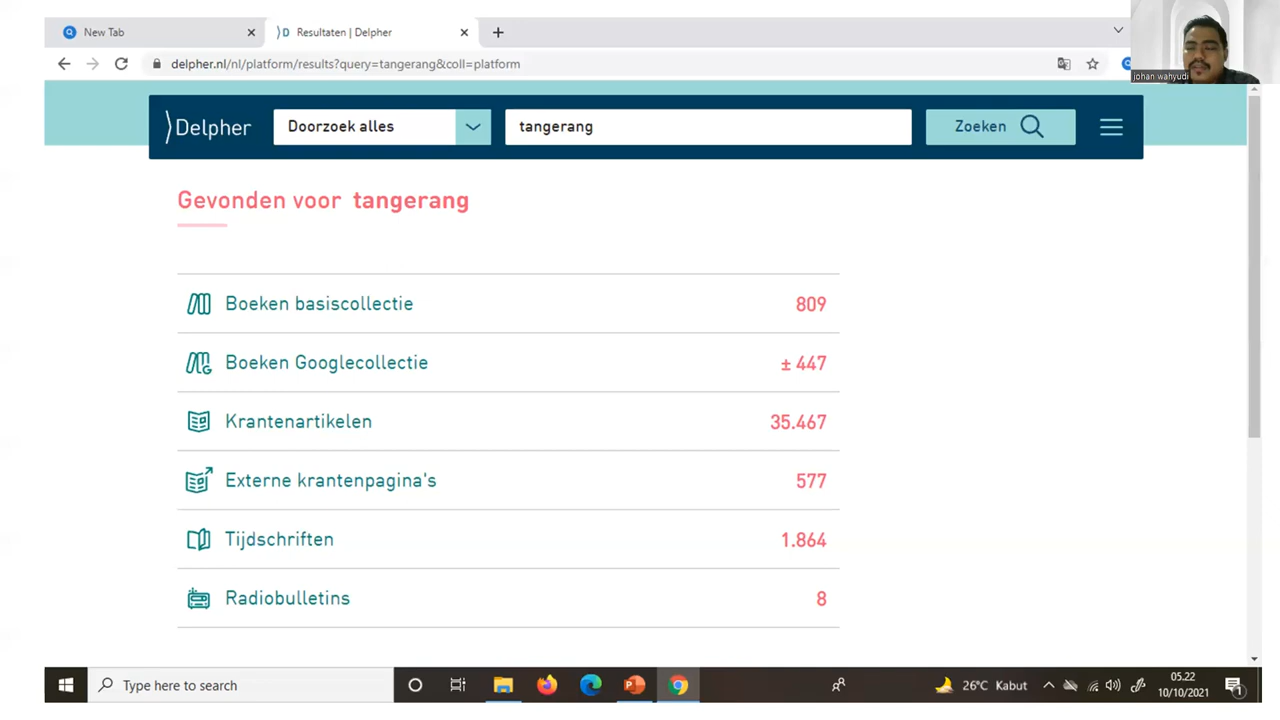 New Tab
Resultaten | Delpher
delpher.nl/nl/platform/results?query=tangerang&coll=platform
johan wahyudi
Delpher
Doorzoek alles
tangerang
Zoeken
Gevonden voor tangerang
Boeken basiscollectie 809
Boeken Googlecollectie ± 447
Krantenartikelen 35.467
Externe krantenpagina's 577
Tijdschriften 1.864
Radiobulletins 8
Type here to search
26°C Kabut
05.22
10/10/2021
1